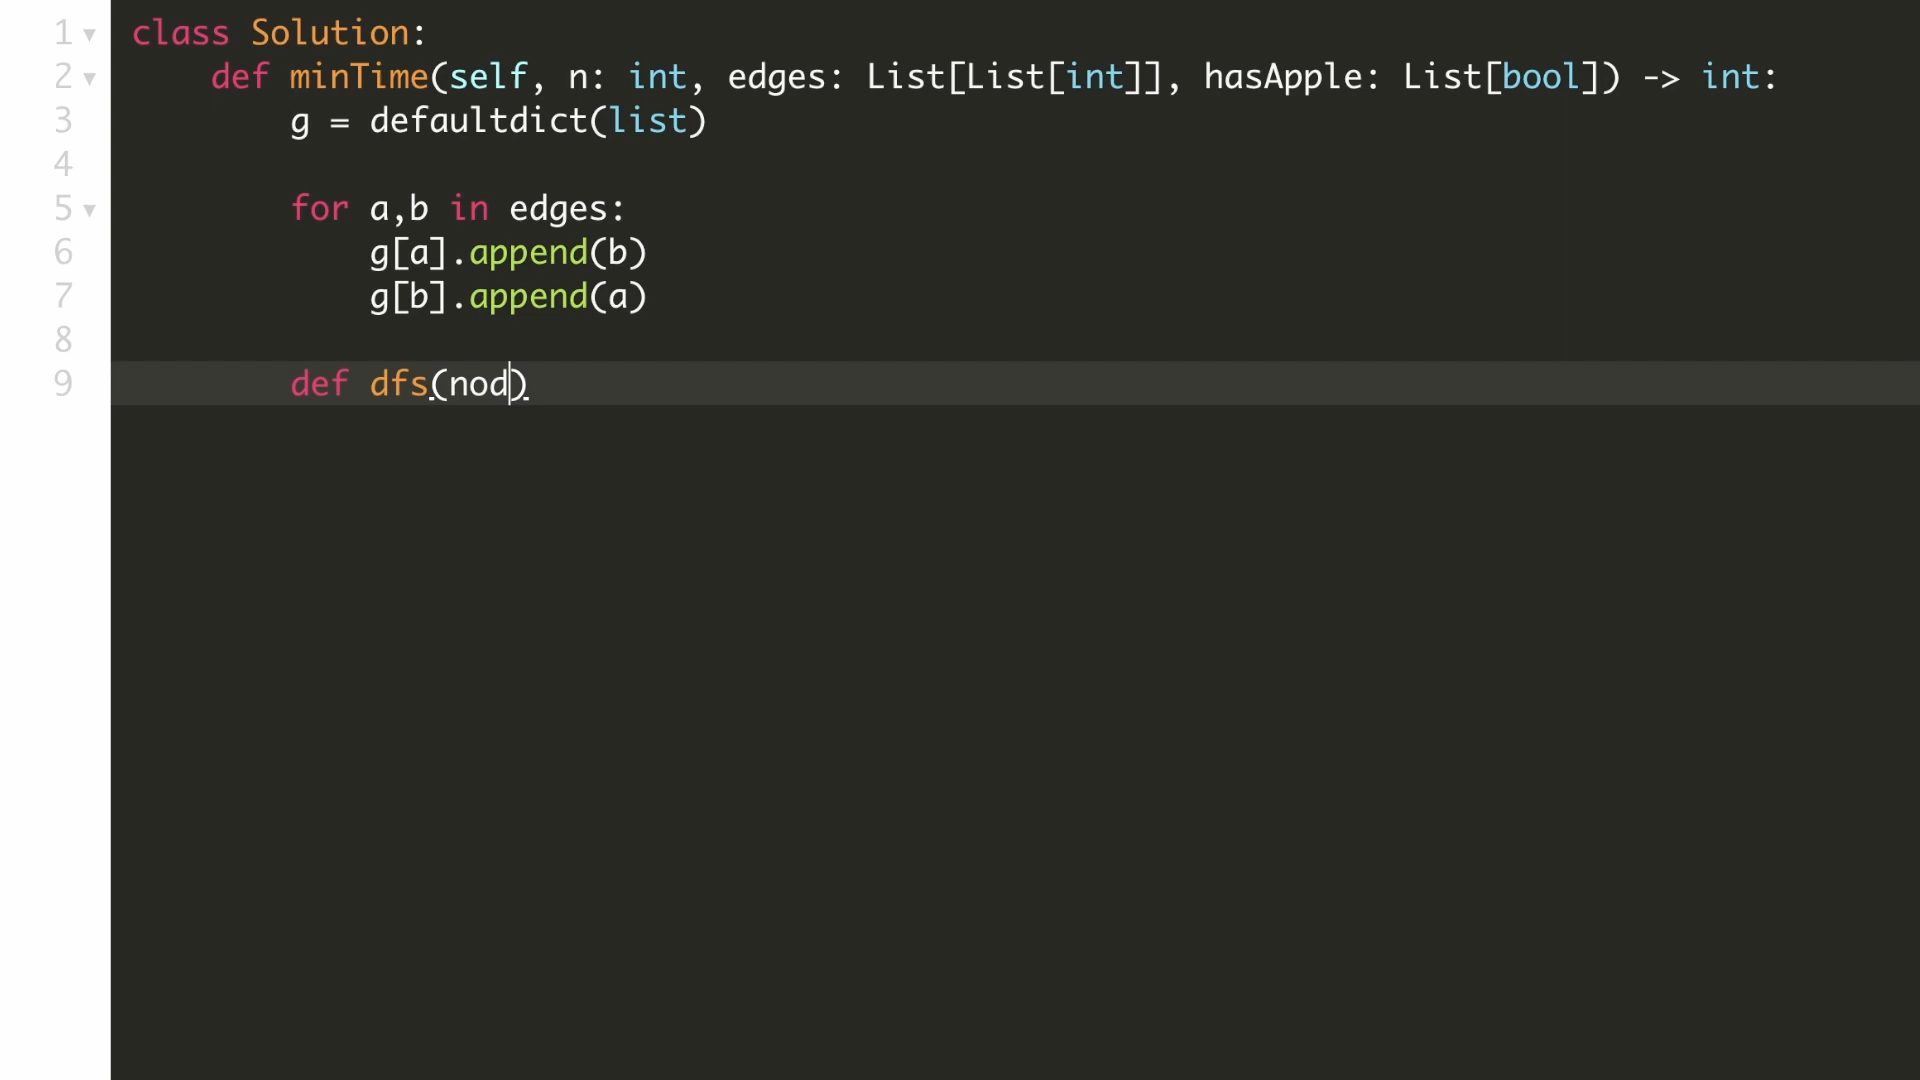 1 class Solution:
2 def minTime(self, n: int, edges: List[List[int]], hasApple: List[bool]) -> int:
3 g = defaultdict(list)
4
5 for a,b in edges:
6 g[a].append(b)
7 g[b].append(a)
8
9 def dfs(nod)